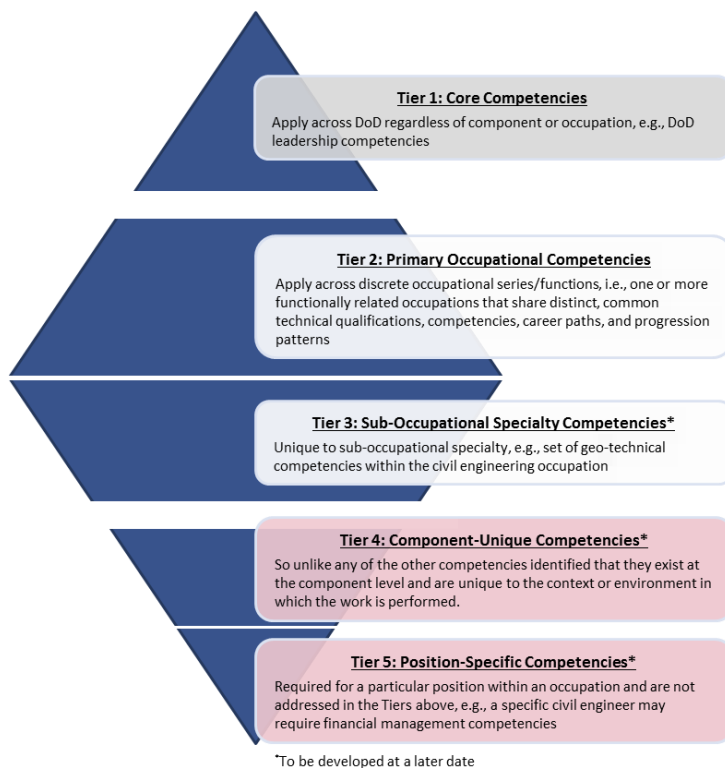 Tier 1: Core Competencies
Apply across DoD regardless of component or occupation, e.g., DoD
leadership competencies
Tier 2: Primary Occupational Competencies
Apply across discrete occupational series/functions, i.e., one or more
functionally related occupations that share distinct, common
technical qualifications, competencies, career paths, and progression
patterns
Tier 3: Sub-Occupational Specialty Competencies*
Unique to sub-occupational specialty, e.g., set of geo-technical
competencies within the civil engineering occupation
Tier 4: Component-Unique Competencies*
So unlike any of the other competencies identified that they exist at
the component level and are unique to the context or environment in
which the work is performed.
Tier 5: Position-Specific Competencies*
Required for a particular position within an occupation and are not
addressed in the Tiers above, e.g., a specific civil engineer may
require financial management competencies
*To be developed at a later date